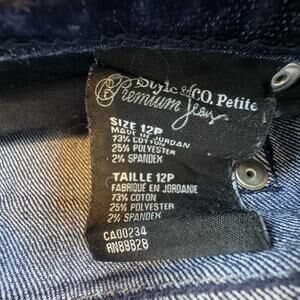 Style & CO. Petite
Premium Jeans
SIZE 12P
MADE IN JORDAN
73% COTTON
25% POLYESTER
2% SPANDEX
TAILLE 12P
FABRIQUÉ EN JORDANIE
73% COTON
25% POLYESTER
2% SPANDEX
CA00234
RN89828